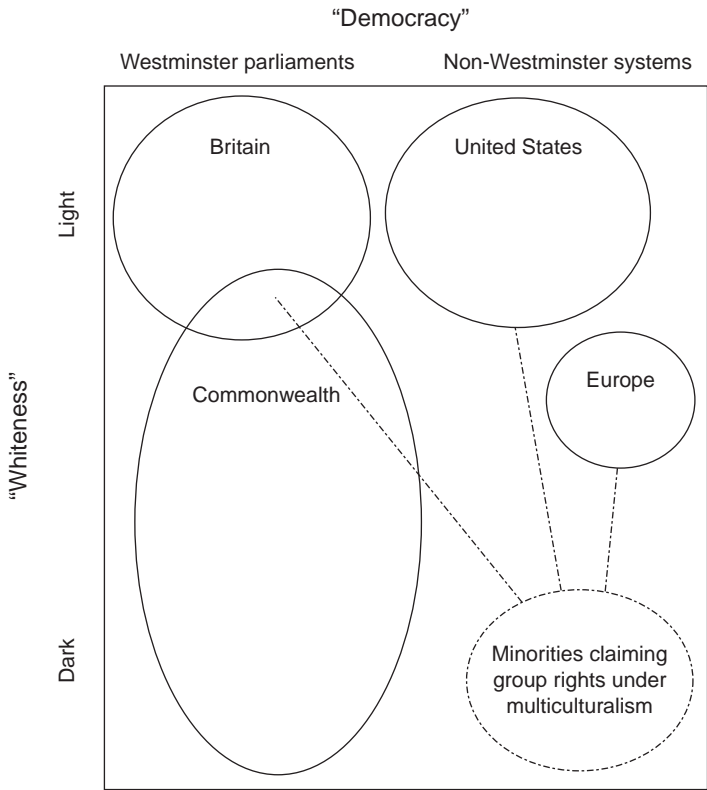 “Democracy”
Westminster parliaments
Non-Westminster systems
Britain
United States
Light
Europe
Commonwealth
“Whiteness”
Dark
Minorities claiming
group rights under
multiculturalism